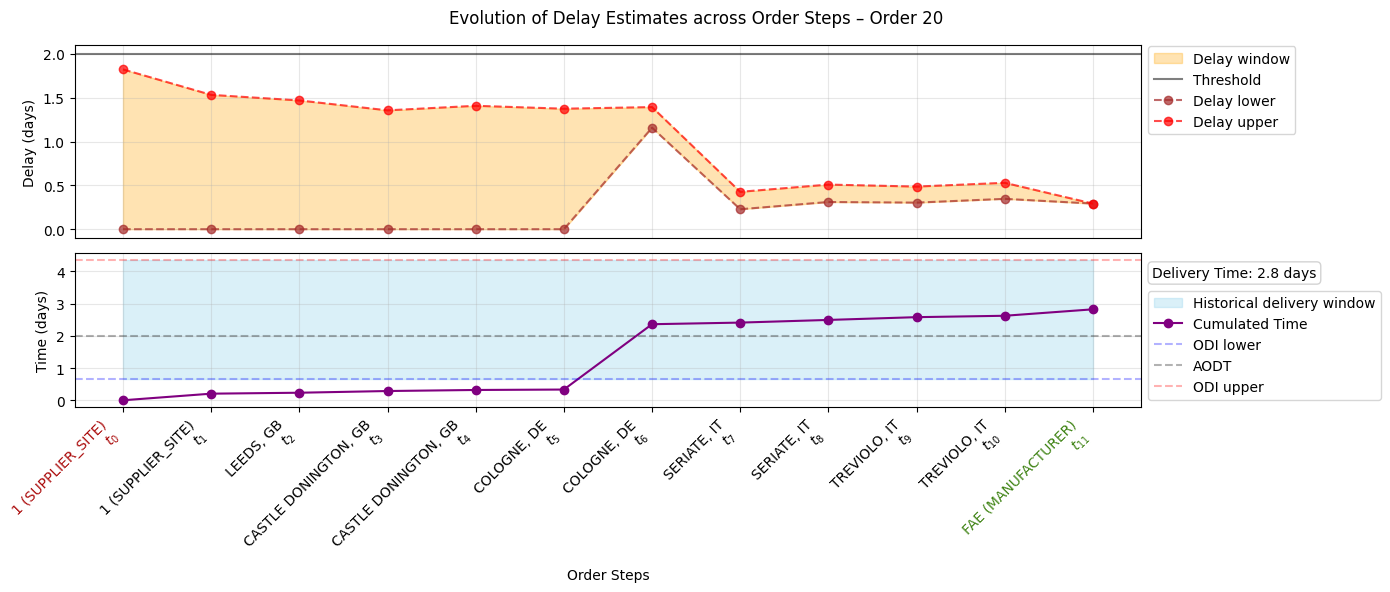 Evolution of Delay Estimates across Order Steps – Order 20
Delay (days)
2.0
1.5
1.0
0.5
0.0
Delay window
Threshold
Delay lower
Delay upper
Time (days)
4
3
2
1
0
Delivery Time: 2.8 days
Historical delivery window
Cumulated Time
ODI lower
AODT
ODI upper
1 (SUPPLIER_SITE)
t0
1 (SUPPLIER_SITE)
t1
LEEDS, GB
t2
CASTLE DONINGTON, GB
t3
CASTLE DONINGTON, GB
t4
COLOGNE, DE
t5
COLOGNE, DE
t6
SERIATE, IT
t7
SERIATE, IT
t8
TREVIOLO, IT
t9
TREVIOLO, IT
t10
FAE (MANUFACTURER)
t11
Order Steps